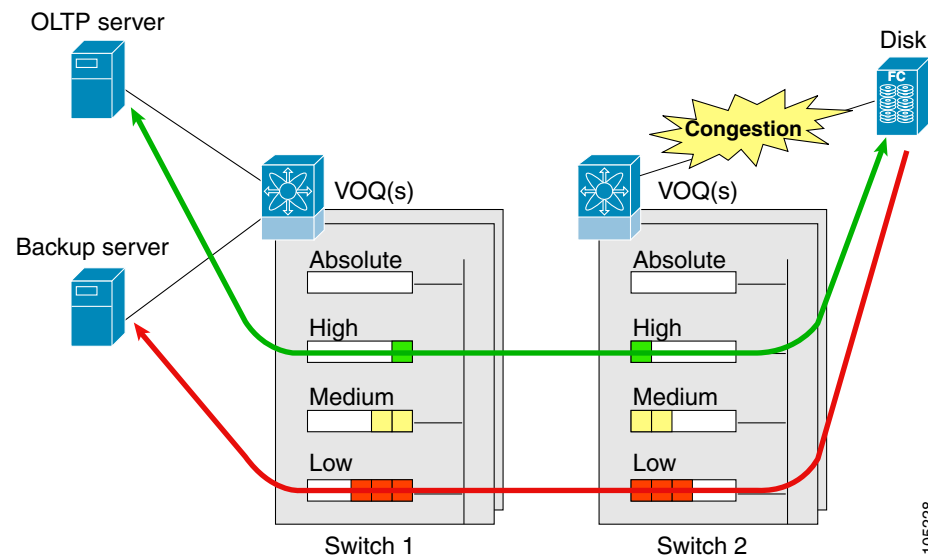 OLTP server
Disk
FC
Congestion
VOQ(s)
VOQ(s)
Backup server
Absolute
Absolute
High
High
Medium
Medium
Low
Low
Switch 1
Switch 2